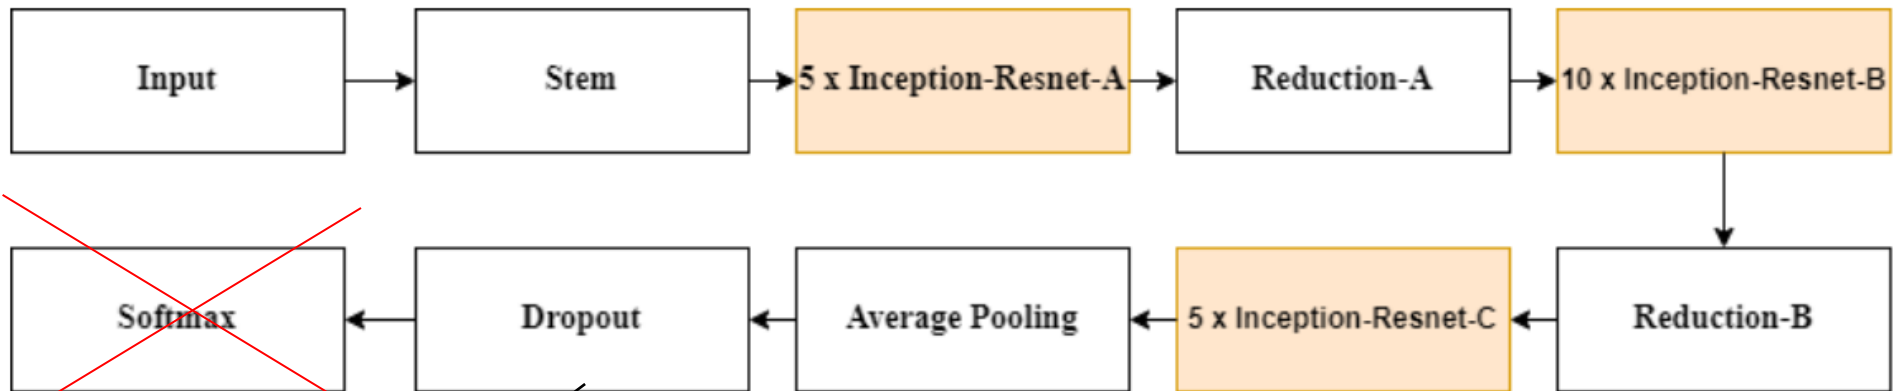 Input
Stem
5 x Inception-Resnet-A
Reduction-A
10 x Inception-Resnet-B
Softmax
Dropout
Average Pooling
5 x Inception-Resnet-C
Reduction-B